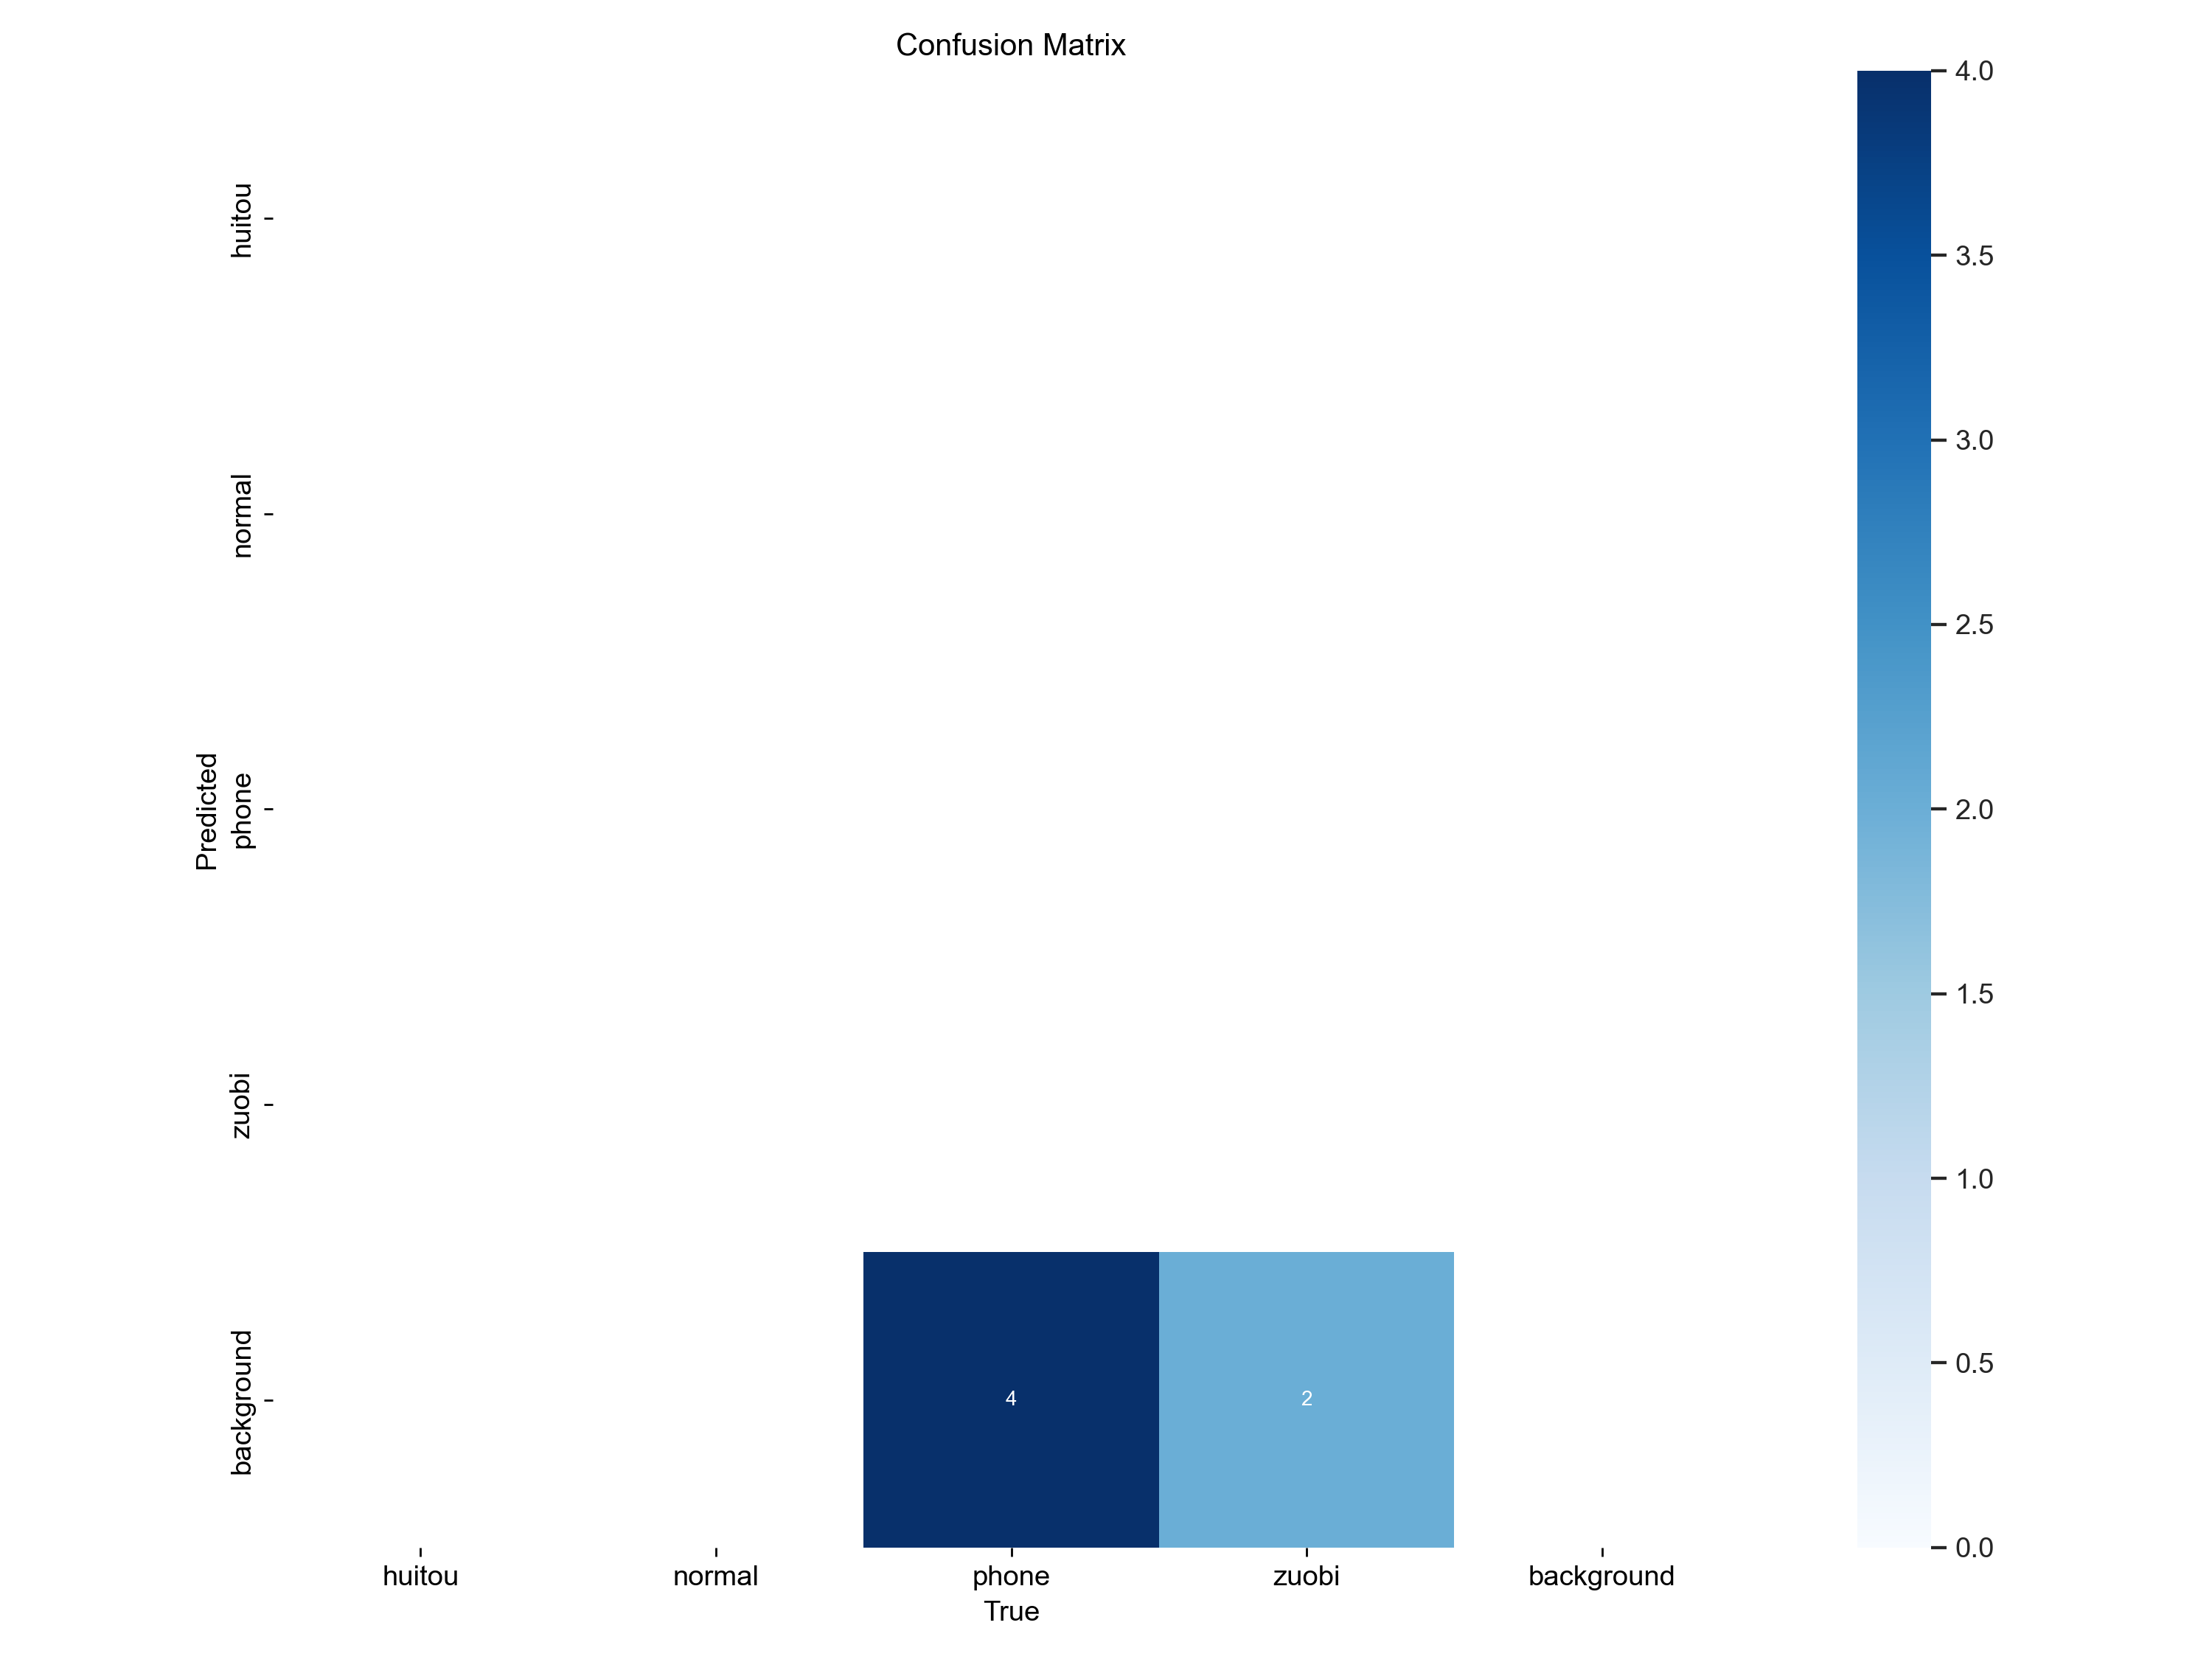 Confusion Matrix
huitou
normal
phone
zuobi
background
Predicted
4
2
huitou
normal
phone
zuobi
background
True
4.0
3.5
3.0
2.5
2.0
1.5
1.0
0.5
0.0